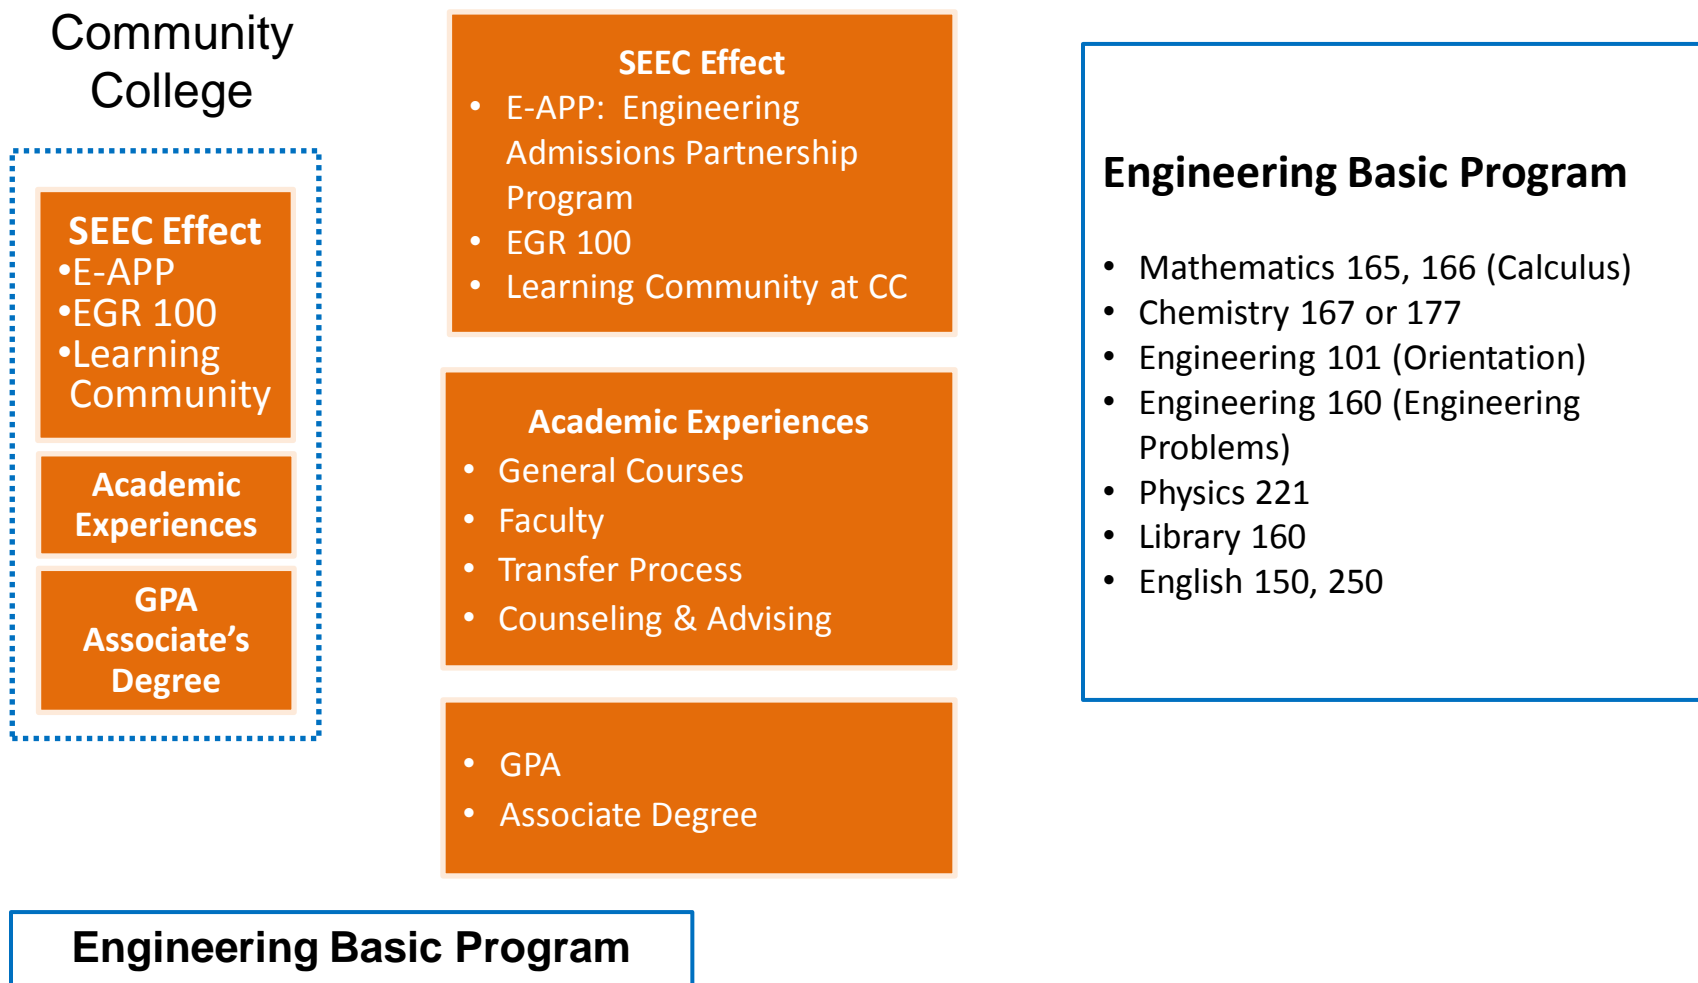 Community
College
SEEC Effect
•E-APP
•EGR 100
•Learning
Community
Academic
Experiences
GPA
Associate’s
Degree
SEEC Effect
• E-APP: Engineering
Admissions Partnership
Program
• EGR 100
• Learning Community at CC
Academic Experiences
• General Courses
• Faculty
• Transfer Process
• Counseling & Advising
• GPA
• Associate Degree
Engineering Basic Program
• Mathematics 165, 166 (Calculus)
• Chemistry 167 or 177
• Engineering 101 (Orientation)
• Engineering 160 (Engineering
Problems)
• Physics 221
• Library 160
• English 150, 250
Engineering Basic Program